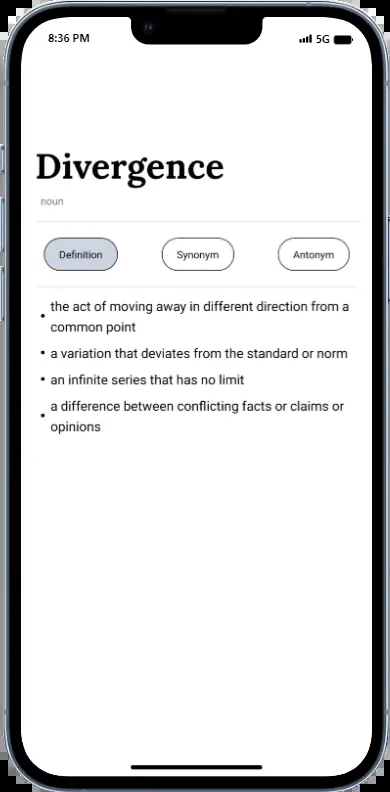 8:36 PM 5G
Divergence
noun
Definition Synonym Antonym
• the act of moving away in different direction from a
common point
• a variation that deviates from the standard or norm
• an infinite series that has no limit
• a difference between conflicting facts or claims or
opinions